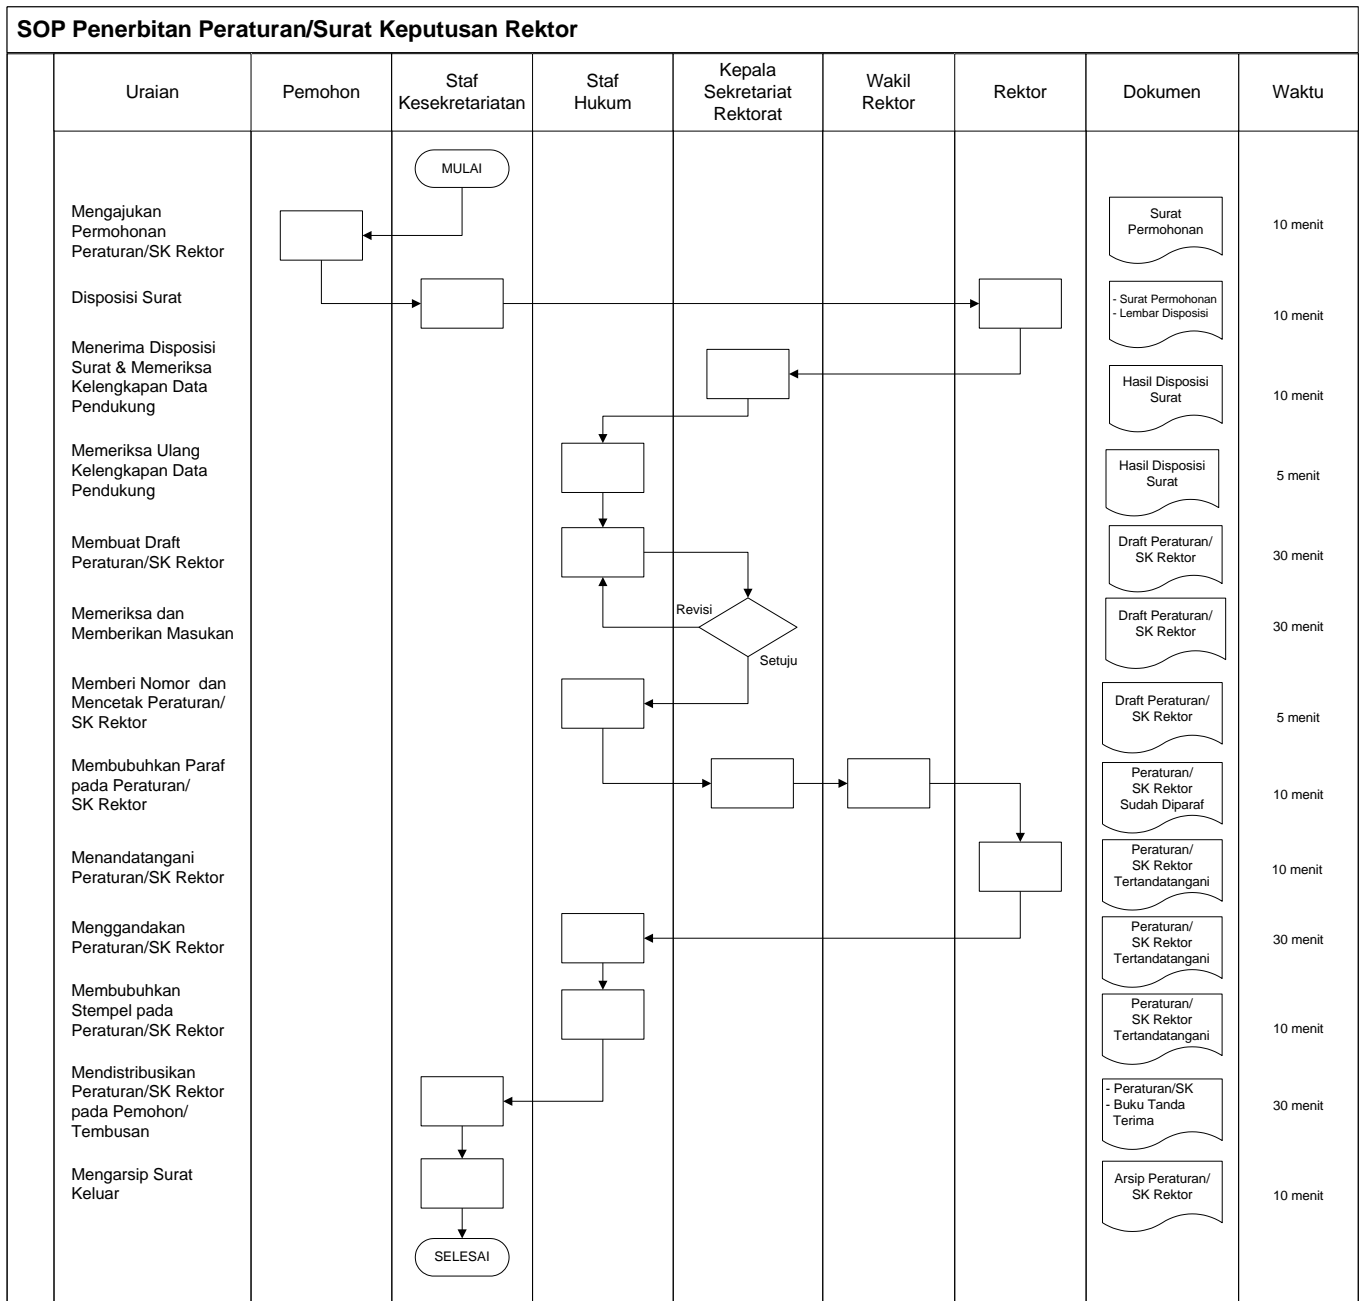 SOP Penerbitan Peraturan/Surat Keputusan Rektor
Uraian
Pemohon
Staf
Kesekretariatan
Staf
Hukum
Kepala
Sekretariat
Rektorat
Wakil
Rektor
Rektor
Dokumen
Waktu
MULAI
Mengajukan
Permohonan
Peraturan/SK Rektor
Surat
Permohonan
10 menit
Disposisi Surat
- Surat Permohonan
- Lembar Disposisi
10 menit
Menerima Disposisi
Surat & Memeriksa
Kelengkapan Data
Pendukung
Hasil Disposisi
Surat
10 menit
Memeriksa Ulang
Kelengkapan Data
Pendukung
Hasil Disposisi
Surat
5 menit
Membuat Draft
Peraturan/SK Rektor
Draft Peraturan/
SK Rektor
30 menit
Memeriksa dan
Memberikan Masukan
Revisi
Setuju
Draft Peraturan/
SK Rektor
30 menit
Memberi Nomor dan
Mencetak Peraturan/
SK Rektor
Draft Peraturan/
SK Rektor
5 menit
Membubuhkan Paraf
pada Peraturan/
SK Rektor
Peraturan/
SK Rektor
Sudah Diparaf
10 menit
Menandatangani
Peraturan/SK Rektor
Peraturan/
SK Rektor
Tertandatangani
10 menit
Menggandakan
Peraturan/SK Rektor
Peraturan/
SK Rektor
Tertandatangani
30 menit
Membubuhkan
Stempel pada
Peraturan/SK Rektor
Peraturan/
SK Rektor
Tertandatangani
10 menit
Mendistribusikan
Peraturan/SK Rektor
pada Pemohon/
Tembusan
- Peraturan/SK
- Buku Tanda
Terima
30 menit
Mengarsip Surat
Keluar
Arsip Peraturan/
SK Rektor
10 menit
SELESAI